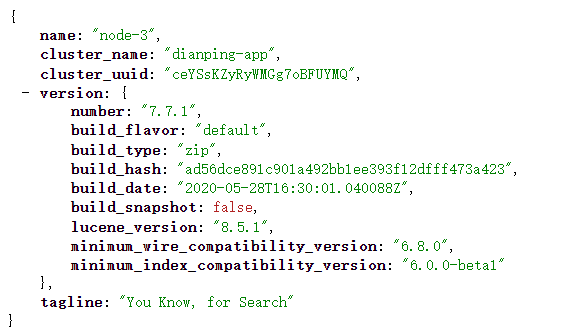 {
name: "node-3",
cluster_name: "dianping-app",
cluster_uuid: "ceYSsKZyRyWMGg7oBFUYMQ",
- version: {
number: "7.7.1",
build_flavor: "default",
build_type: "zip",
build_hash: "ad56dce891c901a492bb1ee393f12dfff473a423",
build_date: "2020-05-28T16:30:01.040088Z",
build_snapshot: false,
lucene_version: "8.5.1",
minimum_wire_compatibility_version: "6.8.0",
minimum_index_compatibility_version: "6.0.0-beta1"
},
tagline: "You Know, for Search"
}